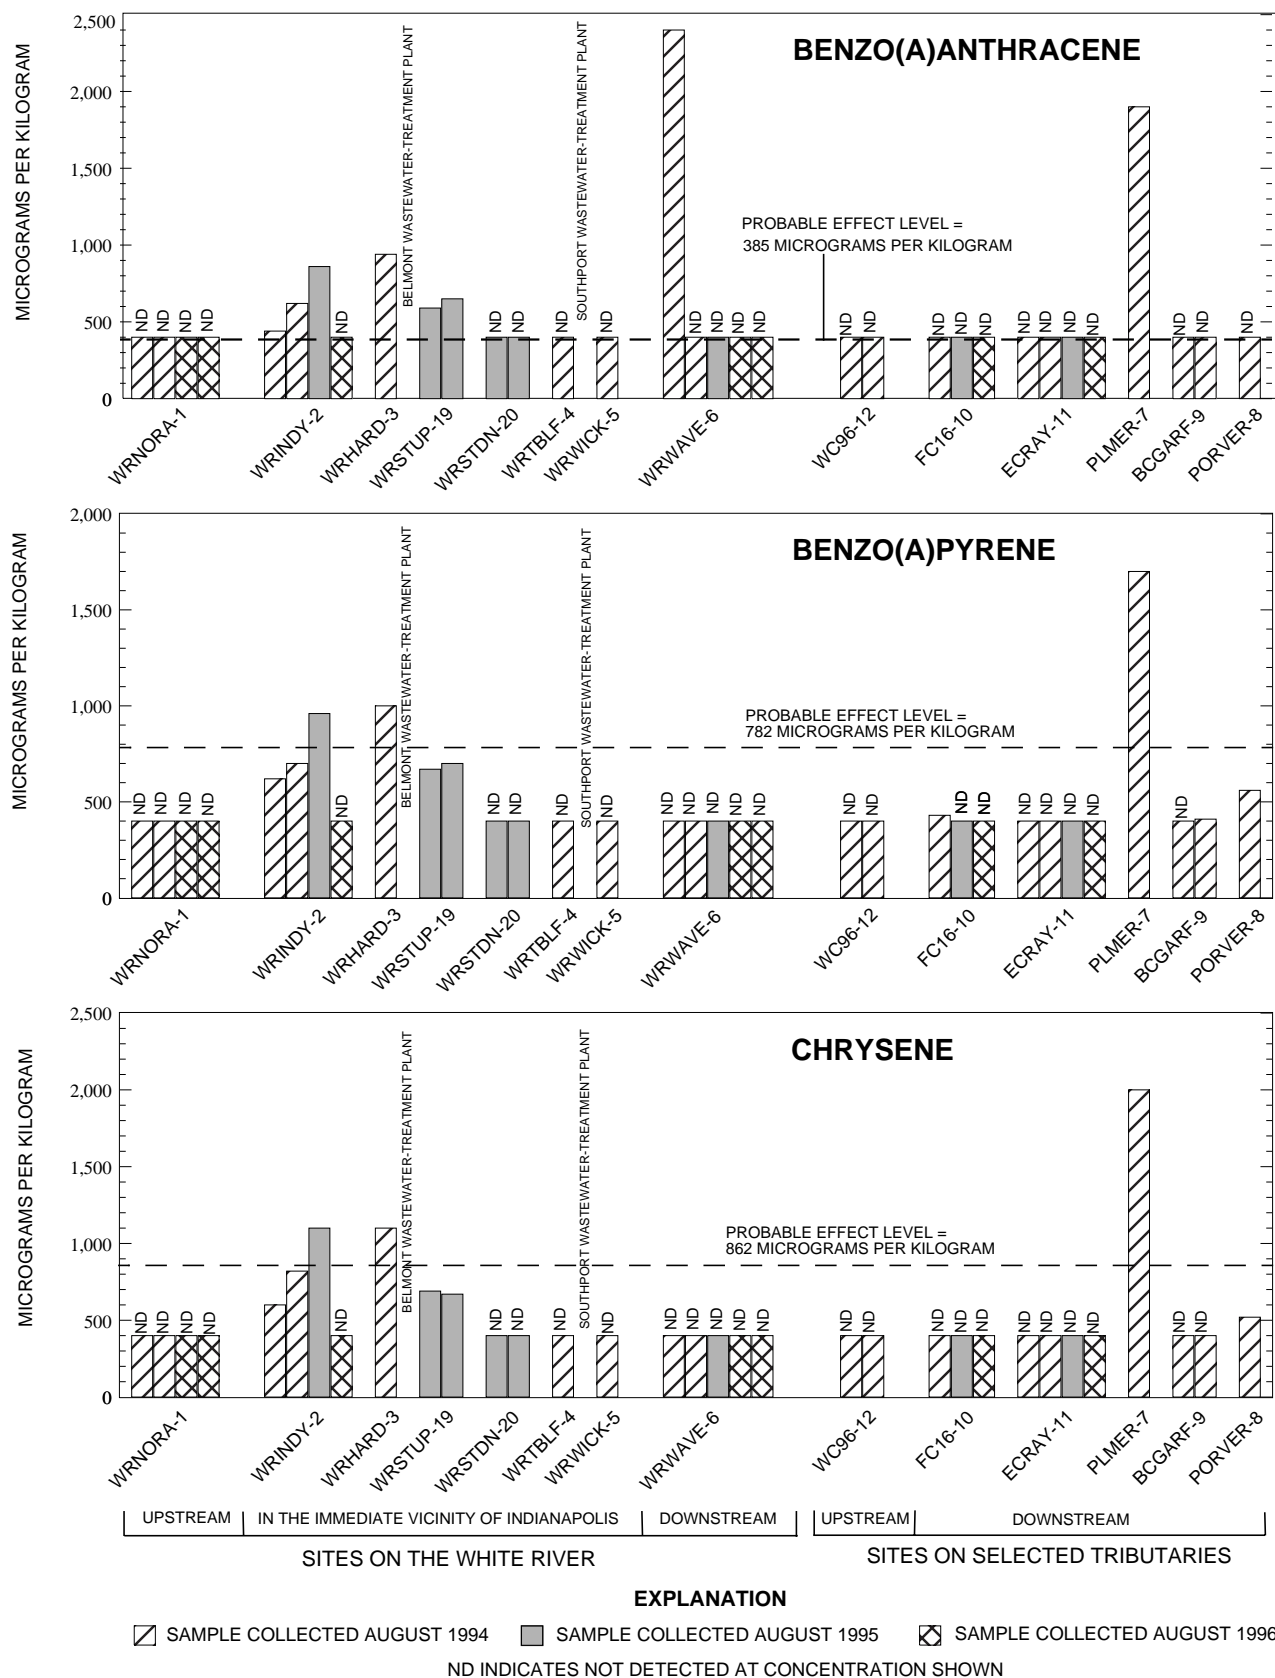 BENZO(A)ANTHRACENE
MICROGRAMS PER KILOGRAM
2,500
2,000
1,500
1,000
500
0
BELMONT WASTEWATER-TREATMENT PLANT
SOUTHPORT WASTEWATER-TREATMENT PLANT
PROBABLE EFFECT LEVEL =
385 MICROGRAMS PER KILOGRAM
ND ND ND ND ND ND ND ND ND ND ND ND ND ND ND ND ND ND ND ND ND ND ND ND ND
WRNORA-1
WRINDY-2
WRHARD-3
WRSTUP-19
WRSTDN-20
WRTBLF-4
WRWICK-5
WRWAVE-6
WC96-12
FC16-10
ECRAY-11
PLMER-7
BCGARF-9
PORVER-8
BENZO(A)PYRENE
MICROGRAMS PER KILOGRAM
2,000
1,500
1,000
500
0
BELMONT WASTEWATER-TREATMENT PLANT
SOUTHPORT WASTEWATER-TREATMENT PLANT
PROBABLE EFFECT LEVEL =
782 MICROGRAMS PER KILOGRAM
ND ND ND ND ND ND ND ND ND ND ND ND ND ND ND ND ND ND ND ND ND ND ND
WRNORA-1
WRINDY-2
WRHARD-3
WRSTUP-19
WRSTDN-20
WRTBLF-4
WRWICK-5
WRWAVE-6
WC96-12
FC16-10
ECRAY-11
PLMER-7
BCGARF-9
PORVER-8
CHRYSENE
MICROGRAMS PER KILOGRAM
2,500
2,000
1,500
1,000
500
0
BELMONT WASTEWATER-TREATMENT PLANT
SOUTHPORT WASTEWATER-TREATMENT PLANT
PROBABLE EFFECT LEVEL =
862 MICROGRAMS PER KILOGRAM
ND ND ND ND ND ND ND ND ND ND ND ND ND ND ND ND ND ND ND ND ND ND ND ND ND
WRNORA-1
WRINDY-2
WRHARD-3
WRSTUP-19
WRSTDN-20
WRTBLF-4
WRWICK-5
WRWAVE-6
WC96-12
FC16-10
ECRAY-11
PLMER-7
BCGARF-9
PORVER-8
UPSTREAM IN THE IMMEDIATE VICINITY OF INDIANAPOLIS DOWNSTREAM UPSTREAM DOWNSTREAM
SITES ON THE WHITE RIVER SITES ON SELECTED TRIBUTARIES
EXPLANATION
SAMPLE COLLECTED AUGUST 1994 SAMPLE COLLECTED AUGUST 1995 SAMPLE COLLECTED AUGUST 1996
ND INDICATES NOT DETECTED AT CONCENTRATION SHOWN